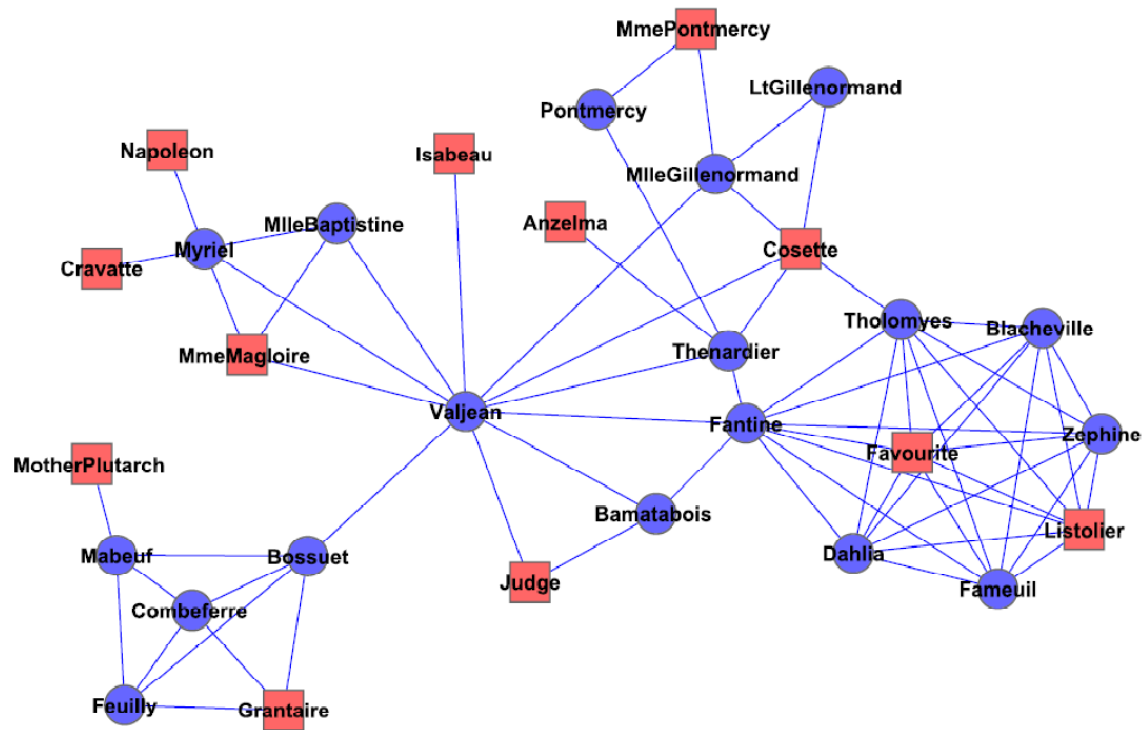 MmePontmercy
LtGillenormand
Pontmercy
Napoleon
Isabeau
MlleGillenormand
MlleBaptistine
Anzelma
Myriel
Cosette
Cravatte
Tholomyes
Blacheville
MmeMagloire
Thenardier
Valjean
Fantine
Zephine
Favourite
MotherPlutarch
Bamatabois
Listolier
Mabeuf
Bossuet
Dahlia
Judge
Fameuil
Combeferre
Feuilly
Grantaire